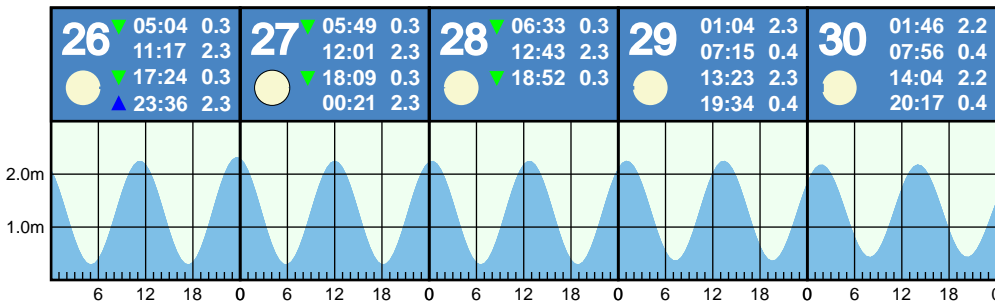 26 ▼ 05:04 0.3
11:17 2.3
▼ 17:24 0.3
▲ 23:36 2.3
27 ▼ 05:49 0.3
12:01 2.3
▼ 18:09 0.3
00:21 2.3
28 ▼ 06:33 0.3
12:43 2.3
▼ 18:52 0.3
29 01:04 2.3
07:15 0.4
13:23 2.3
19:34 0.4
30 01:46 2.2
07:56 0.4
14:04 2.2
20:17 0.4
2.0m
1.0m
6 12 18 0 6 12 18 0 6 12 18 0 6 12 18 0 6 12 18 0